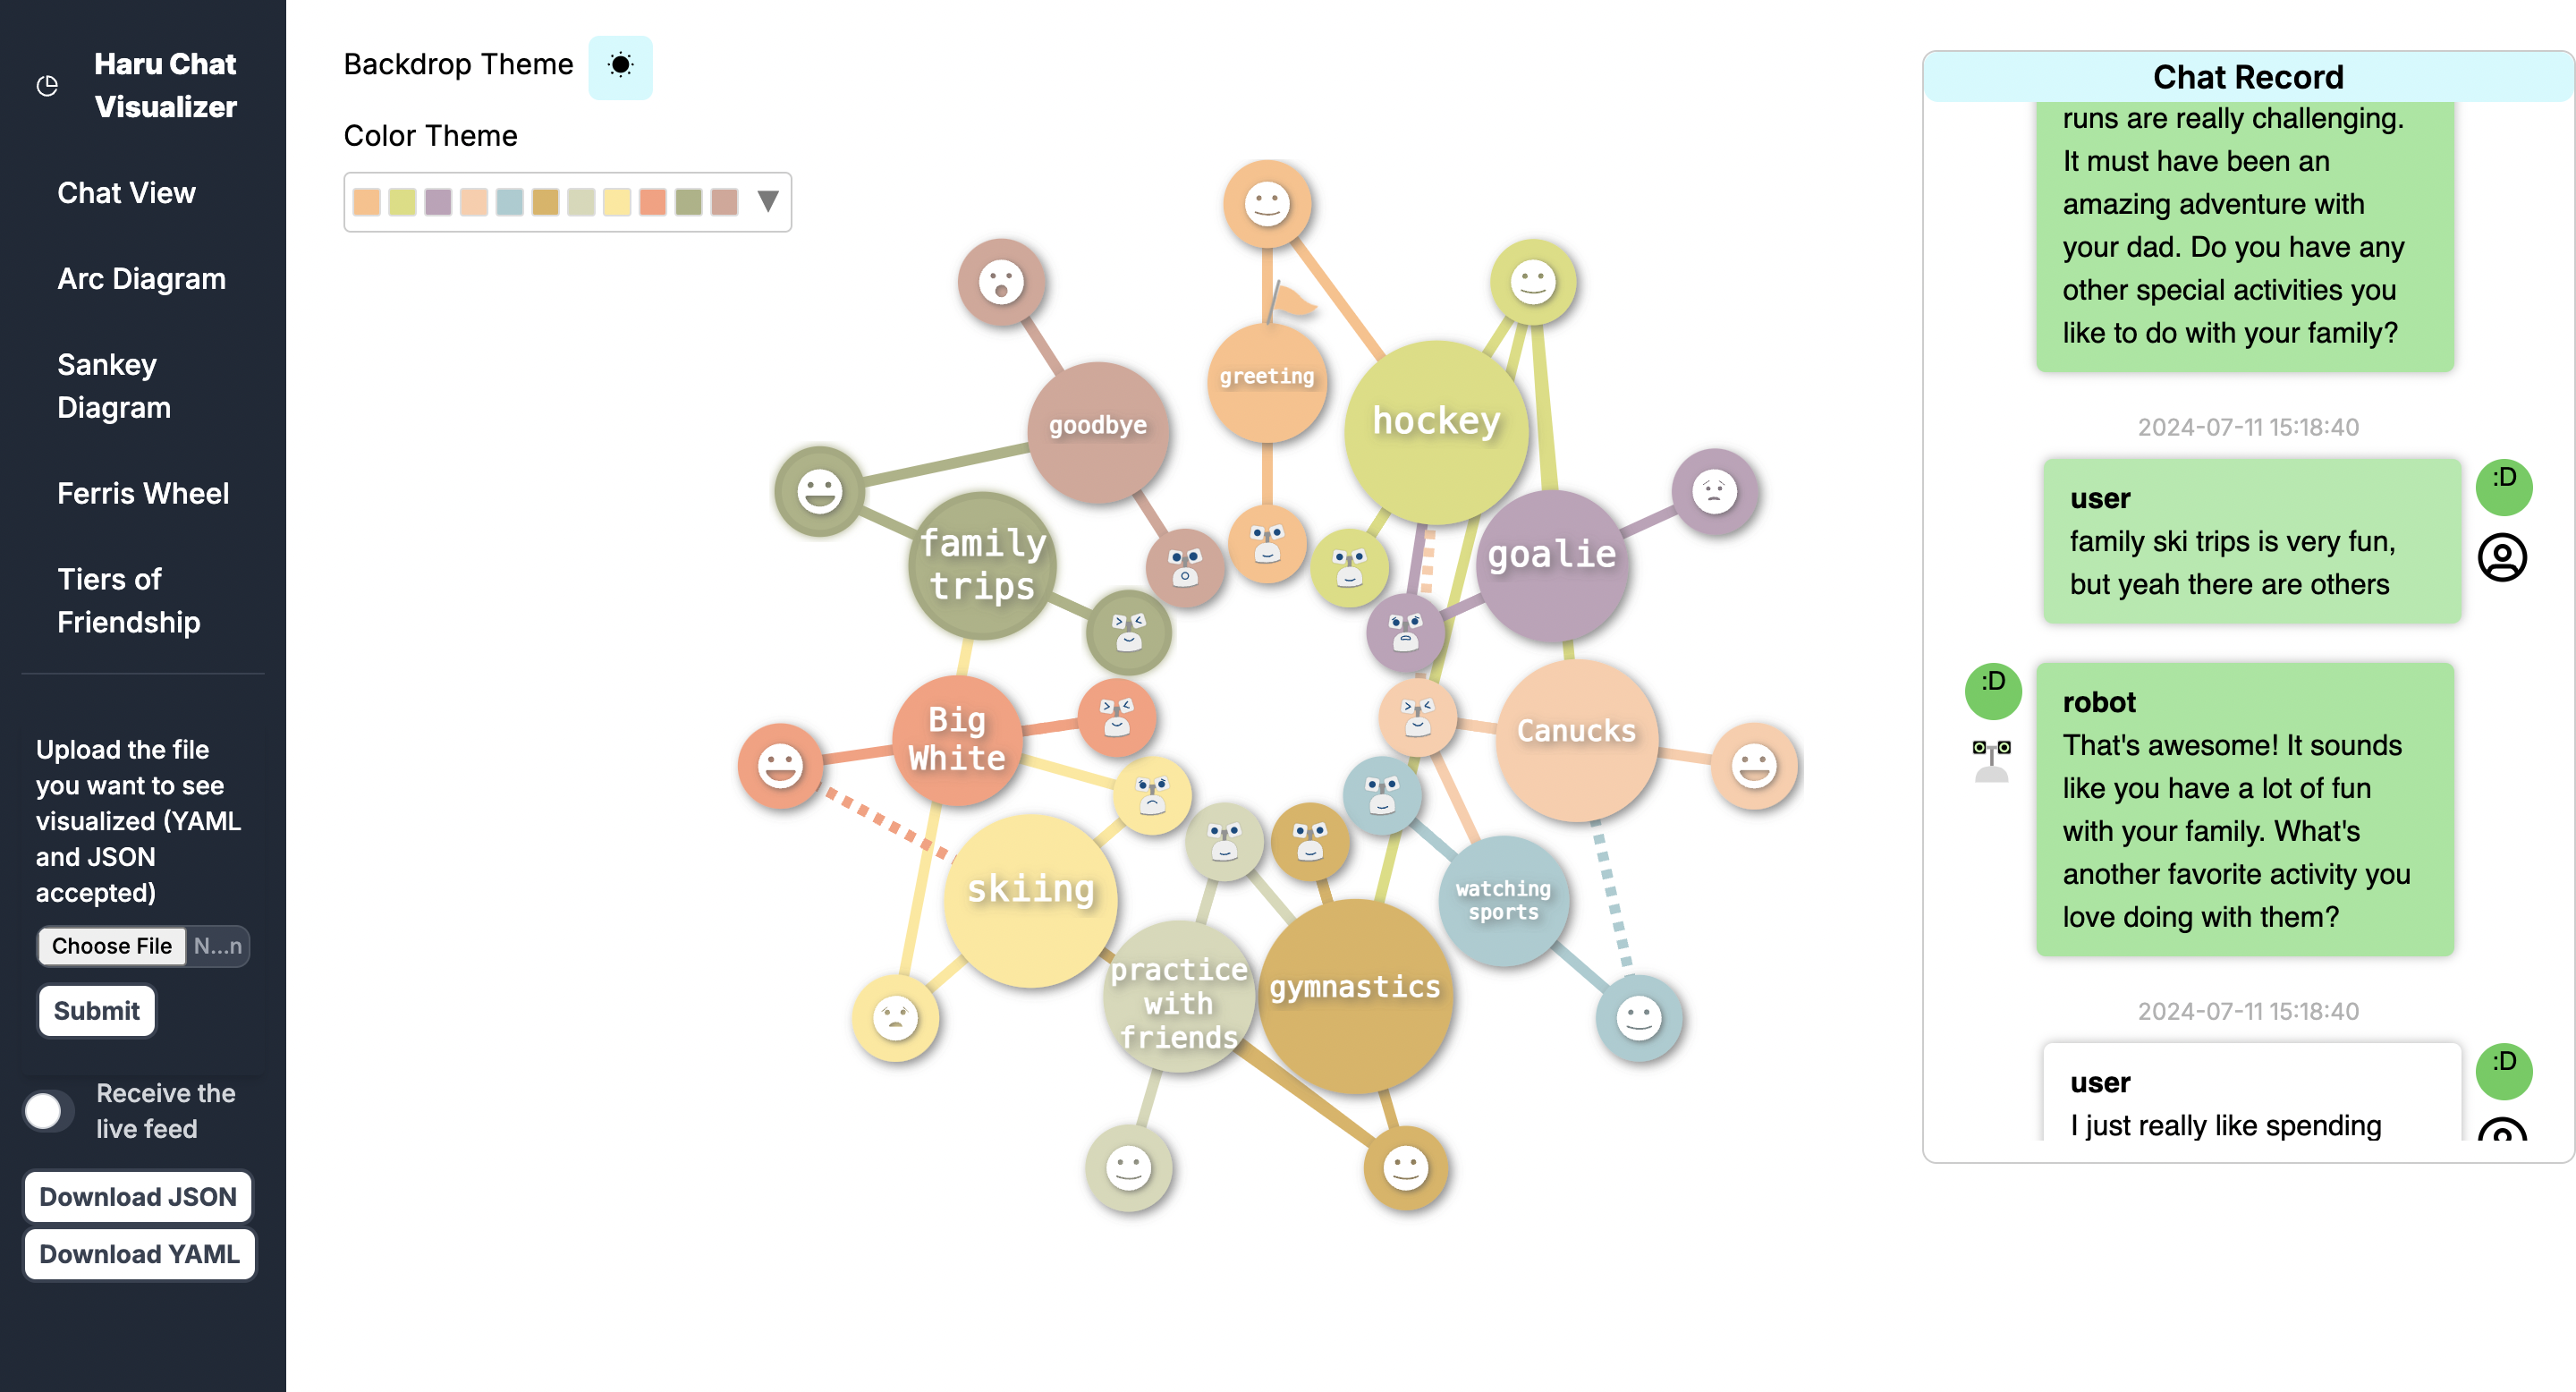 Haru Chat
Visualizer
Chat View
Arc Diagram
Sankey
Diagram
Ferris Wheel
Tiers of
Friendship
Upload the file
you want to see
visualized (YAML
and JSON
accepted)
Choose File N...n
Submit
Receive the
live feed
Download JSON
Download YAML
Backdrop Theme
Color Theme
greeting
hockey
goodbye
goalie
family
trips
Big
White
Canucks
skiing
watching
sports
practice
with
friends
gymnastics
Chat Record
runs are really challenging.
It must have been an
amazing adventure with
your dad. Do you have any
other special activities you
like to do with your family?
2024-07-11 15:18:40
:D
user
family ski trips is very fun,
but yeah there are others
:D
robot
That's awesome! It sounds
like you have a lot of fun
with your family. What's
another favorite activity you
love doing with them?
2024-07-11 15:18:40
:D
user
I just really like spending